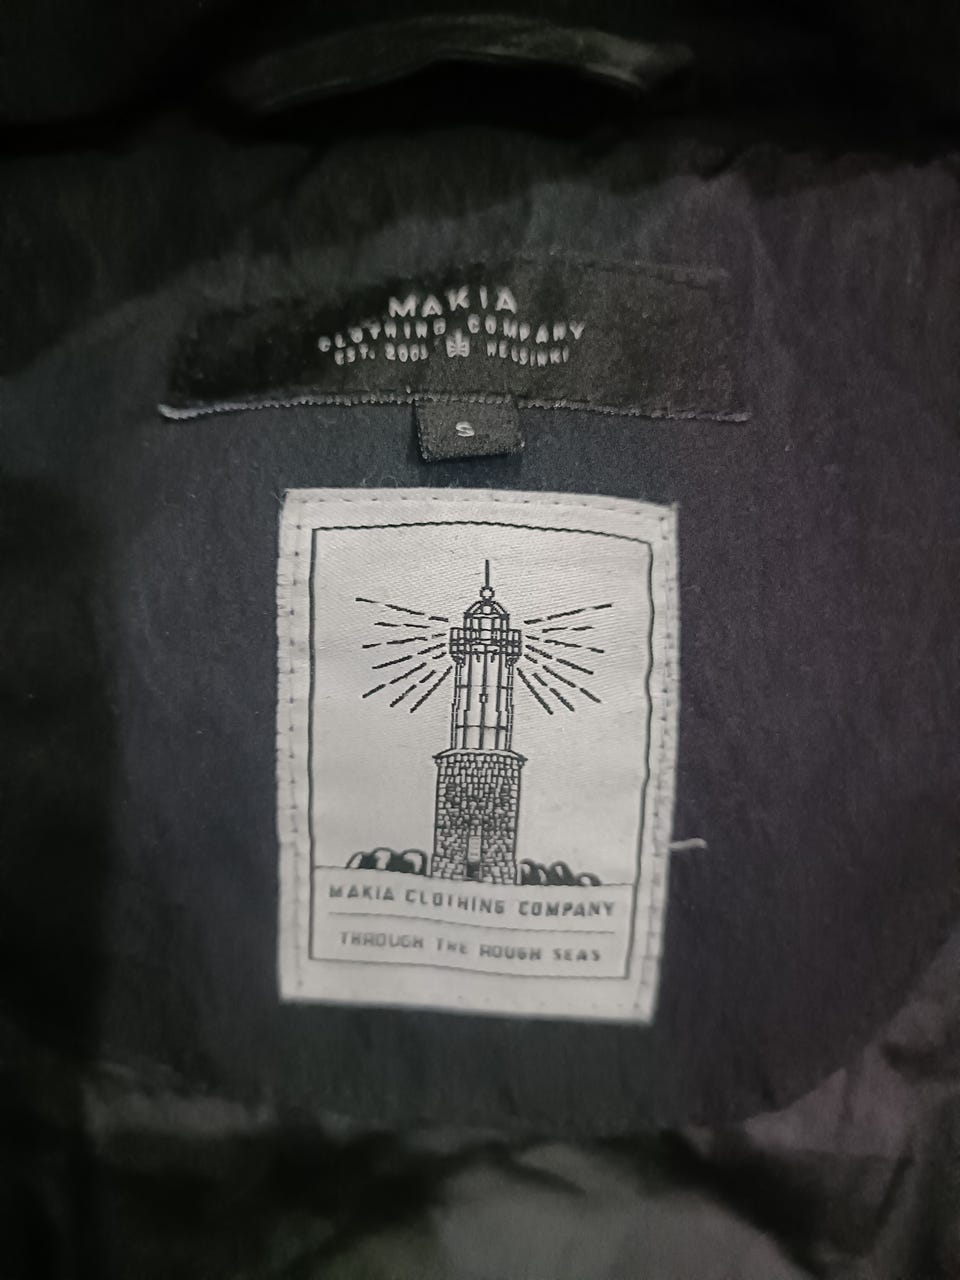 MAKIA
CLOTHING COMPANY
EST. 2001 HELSINKI
S
MAKIA CLOTHING COMPANY
THROUGH THE ROUGH SEAS